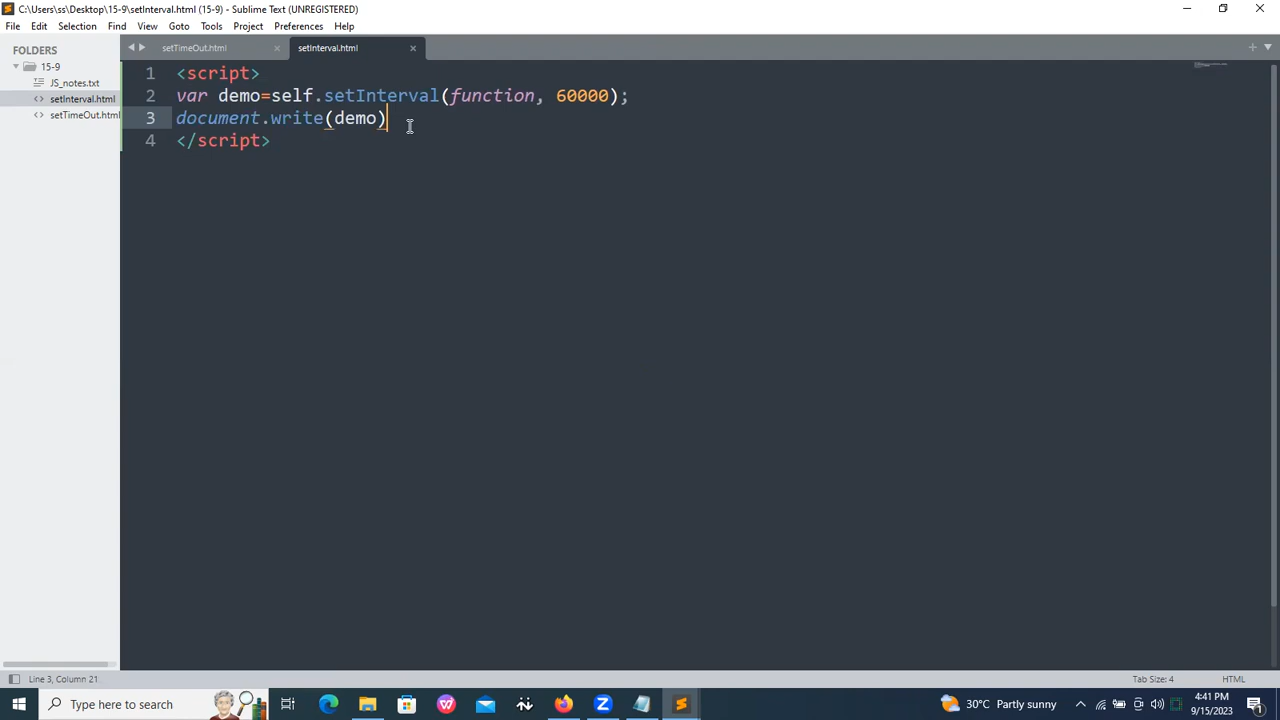 C:\Users\ss\Desktop\15-9\setInterval.html (15-9) - Sublime Text (UNREGISTERED)
File Edit Selection Find View Goto Tools Project Preferences Help
FOLDERS
15-9
JS_notes.txt
setInterval.html
setTimeOut.html
setTimeOut.html
setInterval.html
1 <script>
2 var demo=self.setInterval(function, 60000);
3 document.write(demo)
4 </script>
Line 3, Column 21
Tab Size: 4
HTML
Type here to search
30°C Partly sunny
4:41 PM
9/15/2023